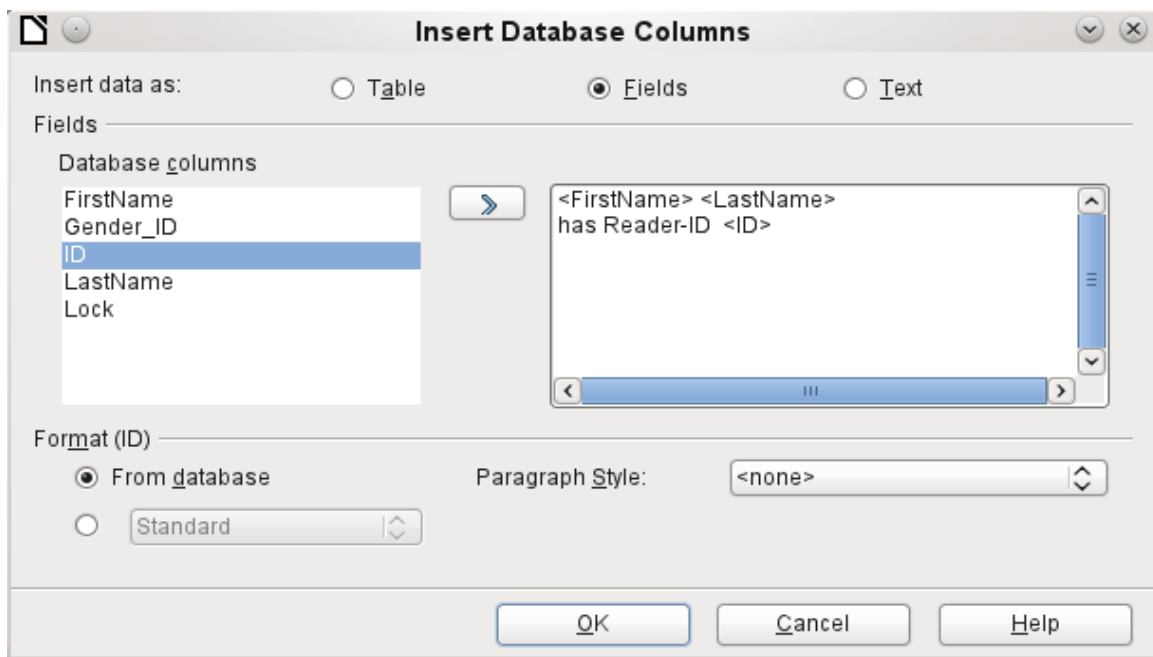 Insert Database Columns
Insert data as: Table Fields Text
Fields
Database columns
FirstName
Gender_ID
ID
LastName
Lock
<FirstName> <LastName>
has Reader-ID  <ID>
Format (ID)
From database Paragraph Style: <none>
Standard
OK Cancel Help